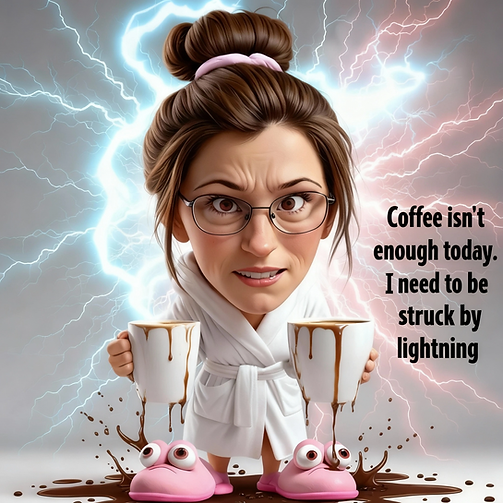 Coffee isn't
enough today.
I need to be
struck by
lightning